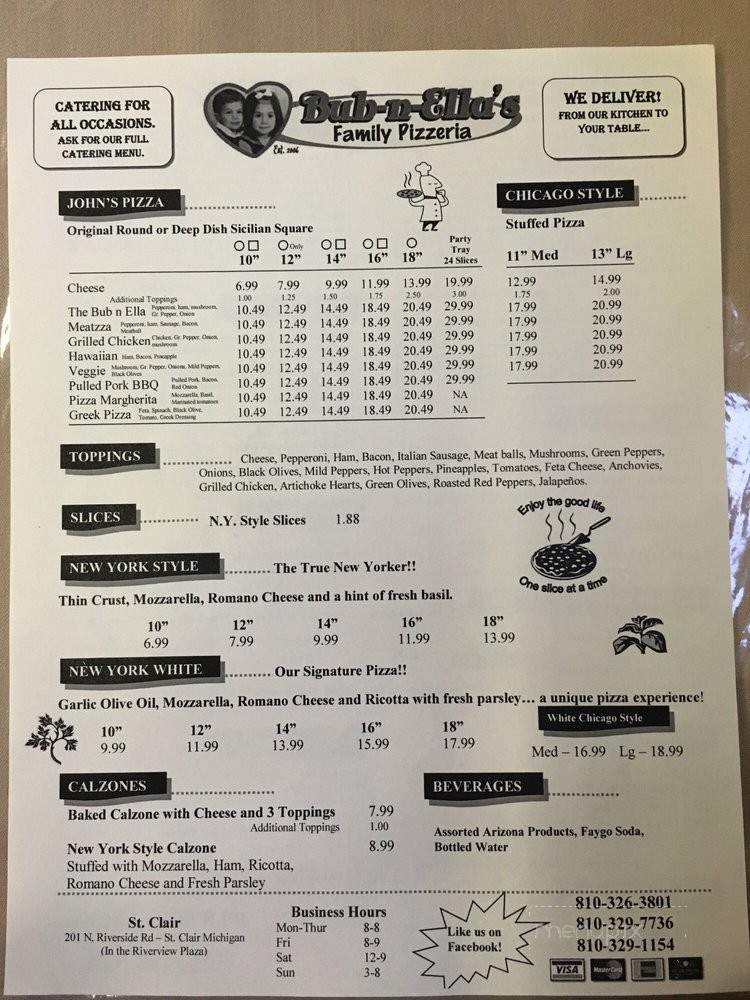 CATERING FOR
ALL OCCASIONS.
ASK FOR OUR FULL
CATERING MENU.
Bub-n-Ella's
Family Pizzeria
Est. 2006
WE DELIVER!
FROM OUR KITCHEN TO
YOUR TABLE...
JOHN'S PIZZA
Original Round or Deep Dish Sicilian Square
10" 12" Only 14" 16" 18" Party Tray 24 Slices
Cheese 6.99 7.99 9.99 11.99 13.99 19.99
Additional Toppings 1.00 1.25 1.50 1.75 2.50 3.00
The Bub n Ella Pepperoni, ham, mushroom, Gr. Pepper, Onion 10.49 12.49 14.49 18.49 20.49 29.99
Meatzza Pepperoni, ham, Sausage, Bacon, Meatball 10.49 12.49 14.49 18.49 20.49 29.99
Grilled Chicken Chicken, Gr. Pepper, Onion, mushroom 10.49 12.49 14.49 18.49 20.49 29.99
Hawaiian Ham, Bacon, Pineapple 10.49 12.49 14.49 18.49 20.49 29.99
Veggie Mushroom, Gr. Pepper, Onions, Mild Peppers, Black Olives 10.49 12.49 14.49 18.49 20.49 29.99
Pulled Pork BBQ Pulled Pork, Bacon, Red Onion 10.49 12.49 14.49 18.49 20.49 29.99
Pizza Margherita Mozzarella, Basil, Marinated tomatoes 10.49 12.49 14.49 18.49 20.49 NA
Greek Pizza Feta, Spinach, Black Olive, Tomato, Greek Dressing 10.49 12.49 14.49 18.49 20.49 NA
CHICAGO STYLE
Stuffed Pizza
11" Med 13" Lg
12.99 14.99
1.75 2.00
17.99 20.99
17.99 20.99
17.99 20.99
17.99 20.99
17.99 20.99
TOPPINGS
Cheese, Pepperoni, Ham, Bacon, Italian Sausage, Meat balls, Mushrooms, Green Peppers,
Onions, Black Olives, Mild Peppers, Hot Peppers, Pineapples, Tomatoes, Feta Cheese, Anchovies,
Grilled Chicken, Artichoke Hearts, Green Olives, Roasted Red Peppers, Jalapeños.
SLICES
N.Y. Style Slices 1.88
Enjoy the good life
One slice at a time
NEW YORK STYLE
The True New Yorker!!
Thin Crust, Mozzarella, Romano Cheese and a hint of fresh basil.
10" 12" 14" 16" 18"
6.99 7.99 9.99 11.99 13.99
NEW YORK WHITE
Our Signature Pizza!!
Garlic Olive Oil, Mozzarella, Romano Cheese and Ricotta with fresh parsley... a unique pizza experience!
10" 12" 14" 16" 18"
9.99 11.99 13.99 15.99 17.99
White Chicago Style
Med – 16.99 Lg – 18.99
CALZONES
Baked Calzone with Cheese and 3 Toppings 7.99
Additional Toppings 1.00
New York Style Calzone 8.99
Stuffed with Mozzarella, Ham, Ricotta,
Romano Cheese and Fresh Parsley
BEVERAGES
Assorted Arizona Products, Faygo Soda,
Bottled Water
St. Clair
201 N, Riverside Rd – St. Clair Michigan
(In the Riverview Plaza)
Business Hours
Mon-Thur 8-8
Fri 8-9
Sat 12-9
Sun 3-8
Like us on
Facebook!
810-326-3801
810-329-7736
810-329-1154
menupix
VISA MasterCard